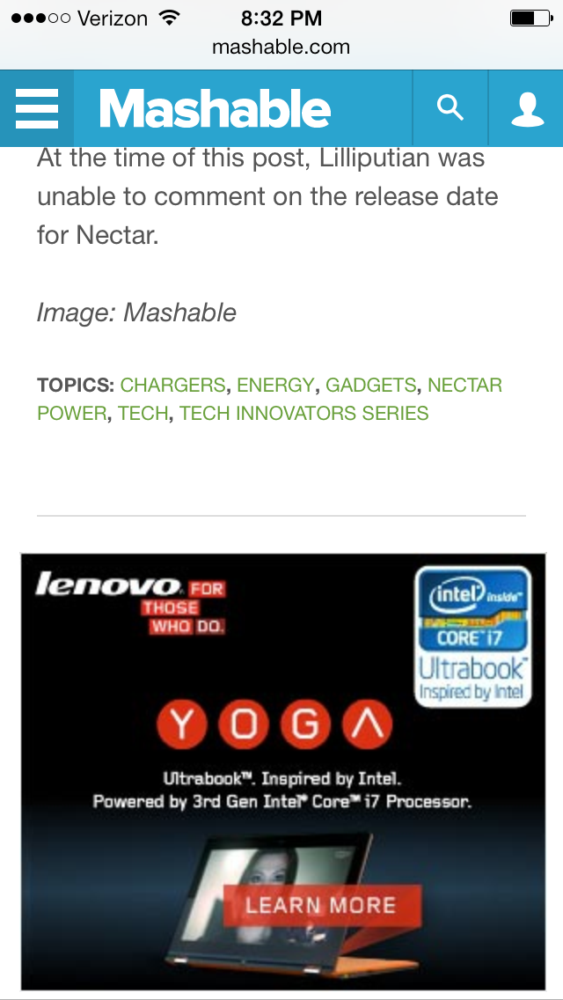 Verizon 8:32 PM
mashable.com
Mashable
At the time of this post, Lilliputian was
unable to comment on the release date
for Nectar.
Image: Mashable
TOPICS: CHARGERS, ENERGY, GADGETS, NECTAR
POWER, TECH, TECH INNOVATORS SERIES
lenovo. FOR
THOSE
WHO DO.
intel inside™
CORE™ i7
Ultrabook™
Inspired by Intel
YOGA
Ultrabook™. Inspired by Intel.
Powered by 3rd Gen Intel® Core™ i7 Processor.
LEARN MORE